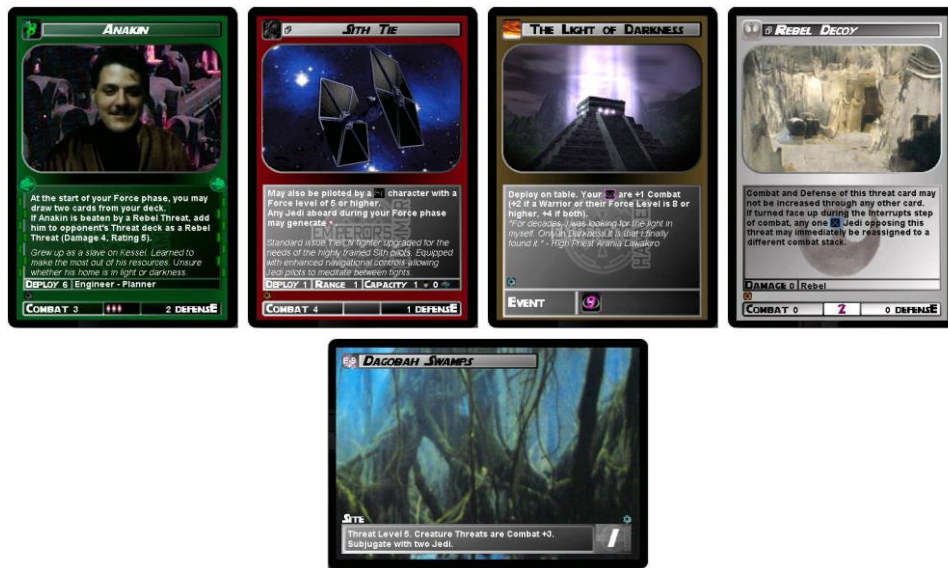 Anakin
At the start of your Force phase, you may
draw two cards from your deck.
If Anakin is beaten by a Rebel Threat, add
him to opponent's Threat deck as a Rebel
Threat (Damage 4, Rating 5).
Grew up as a slave on Kessel. Learned to
make the most out of his resources. Unsure
whether his home is in light or darkness.
Deploy 6 Engineer - Planner
Combat 3 2 Defense
Sith Tie
May also be piloted by a character with a
Force level of 5 or higher.
Any Jedi aboard during your Force phase
may generate
Standard issue Tie/LN fighter upgraded for the
needs of the highly trained Sith pilots. Equipped
with enhanced navigational controls allowing
Jedi pilots to meditate between fights.
Deploy 1 Range 1 Capacity 1 0
Combat 4 1 Defense
The Light of Darkness
Deploy on table. Your are +1 Combat
(+2 if a Warrior or their Force Level is 8 or
higher, +4 if both).
"For decades, I was looking for the light in
myself. Only in Darkness it is that I finally
found it." - High Priest Arania Lawakro
Event 9
Rebel Decoy
Combat and Defense of this threat card may
not be increased through any other card.
If turned face up during the Interrupts step
of combat, any one Jedi opposing this
threat may immediately be reassigned to a
different combat stack.
Damage 0 Rebel
Combat 0 2 0 Defense
Dagobah Swamps
Site
Threat Level 5. Creature Threats are Combat +3.
Subjugate with two Jedi.
1